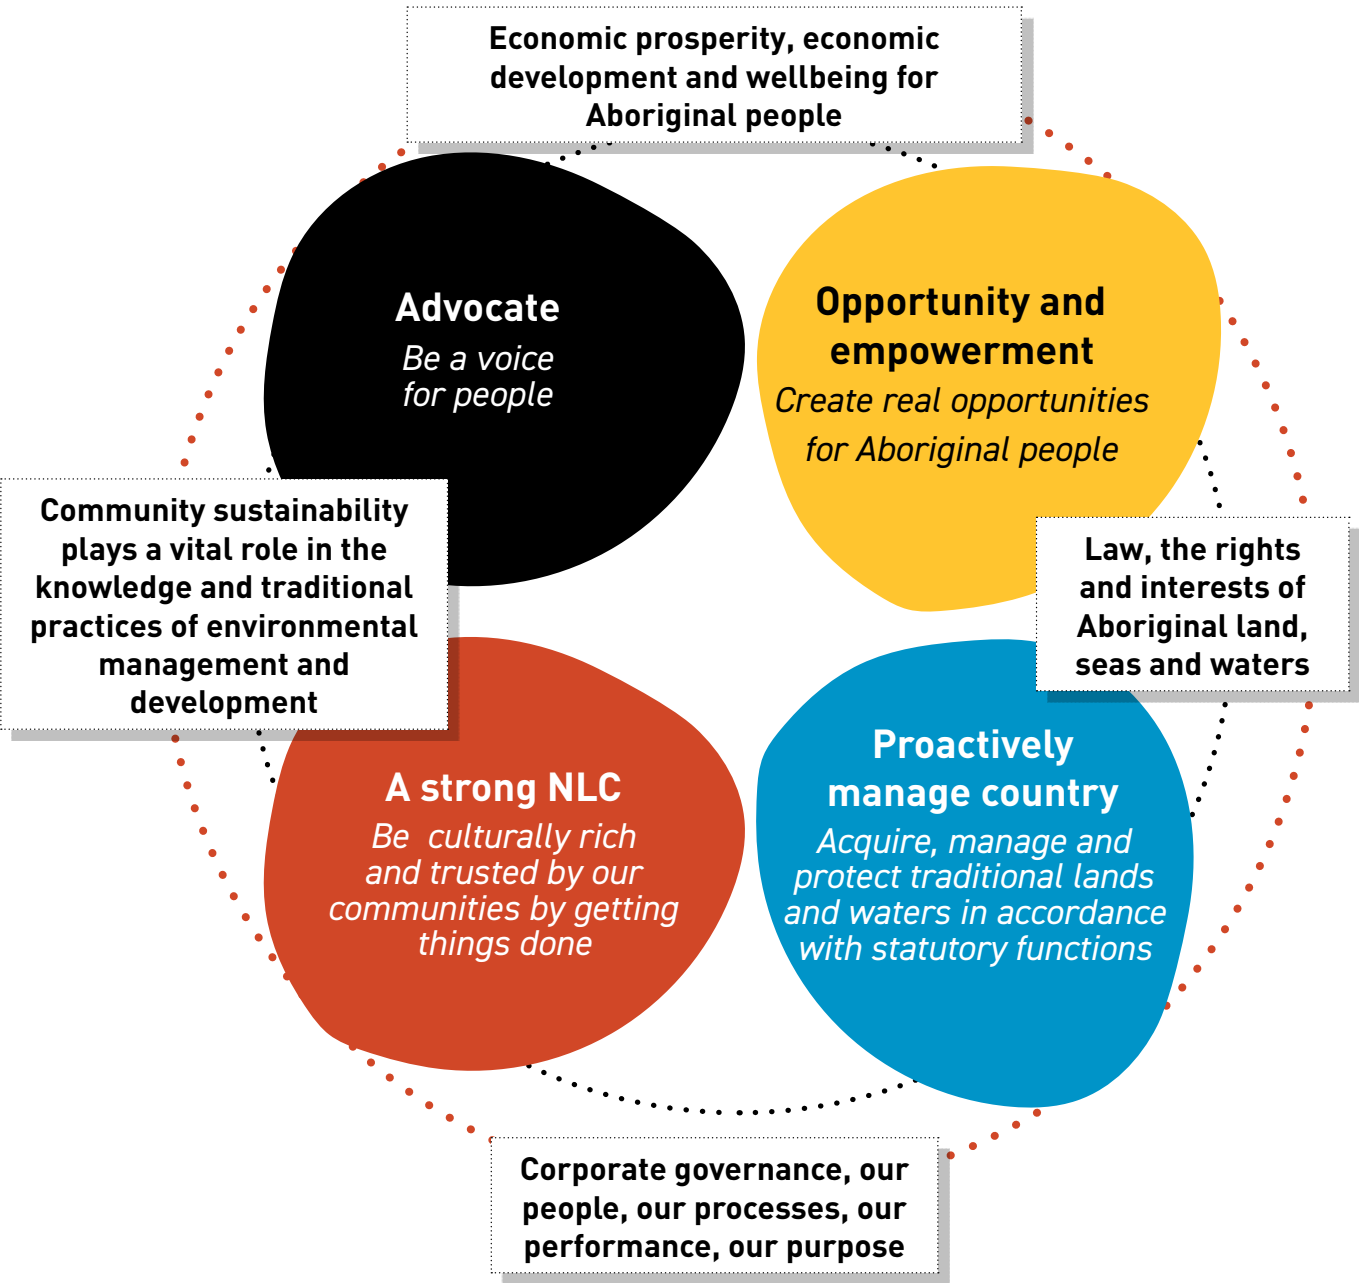 Economic prosperity, economic
development and wellbeing for
Aboriginal people
Advocate
Be a voice
for people
Opportunity and
empowerment
Create real opportunities
for Aboriginal people
Community sustainability
plays a vital role in the
knowledge and traditional
practices of environmental
management and
development
Law, the rights
and interests of
Aboriginal land,
seas and waters
A strong NLC
Be culturally rich
and trusted by our
communities by getting
things done
Proactively
manage country
Acquire, manage and
protect traditional lands
and waters in accordance
with statutory functions
Corporate governance, our
people, our processes, our
performance, our purpose